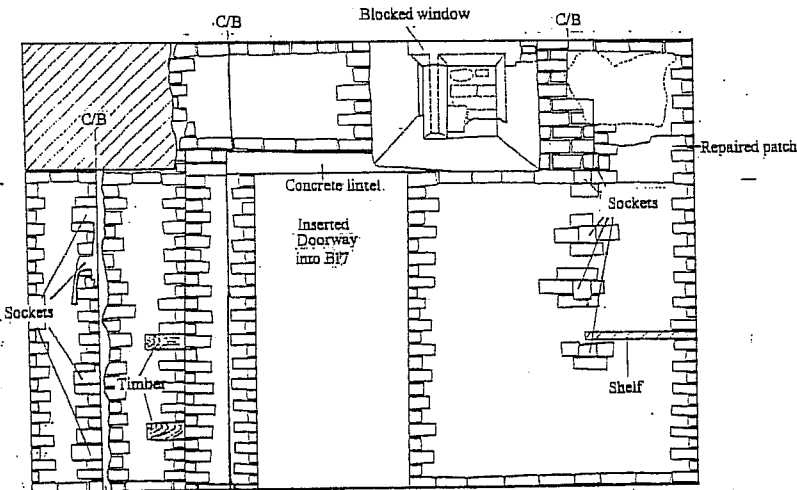 Blocked window
C/B
C/B
C/B
Repaired patch
Concrete lintel.
Sockets
Inserted
Doorway
into B17
Sockets
Timber
Shelf